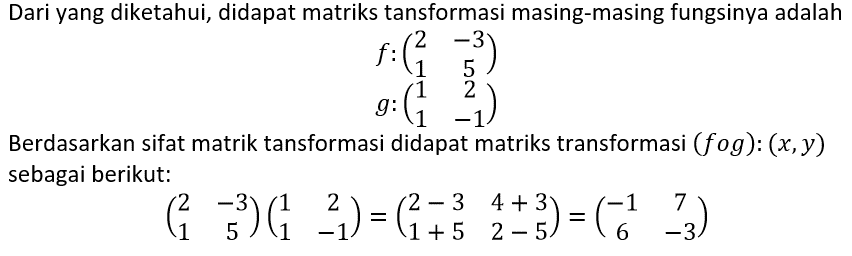 Dari yang diketahui, didapat matriks tansformasi masing-masing fungsinya adalah
f: (2 −3
1 5)
g: (1 2
1 −1)
Berdasarkan sifat matrik tansformasi didapat matriks transformasi (fog): (x, y)
sebagai berikut:
(2 −3
1 5) (1 2
1 −1) = (2 − 3 4 + 3
1 + 5 2 − 5) = (−1 7
6 −3)